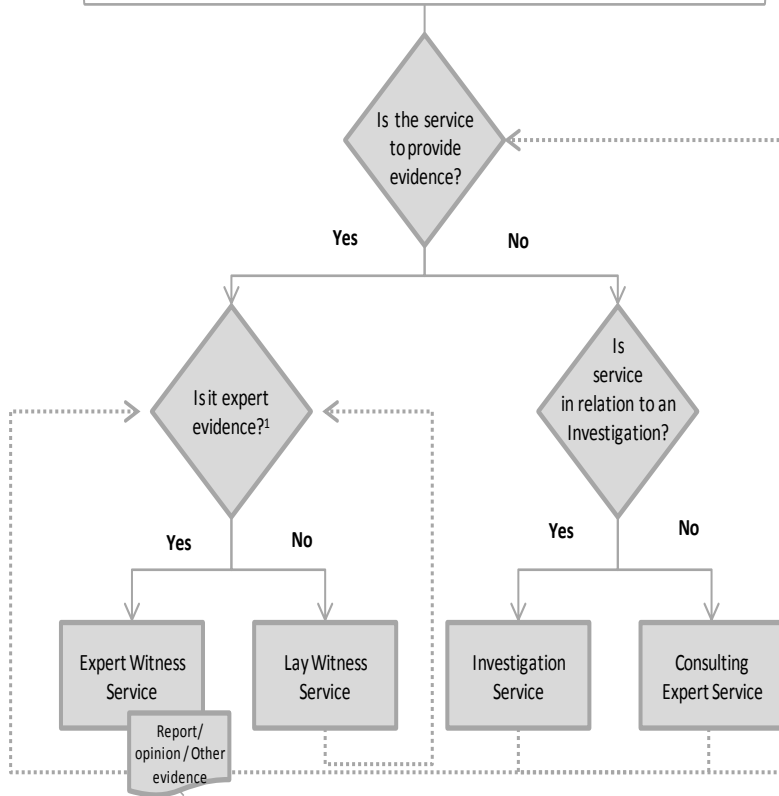 Is the service
to provide
evidence?
Yes
No
Is it expert
evidence?1
Is
service
in relation to an
Investigation?
Yes
No
Yes
No
Expert Witness
Service
Lay Witness
Service
Investigation
Service
Consulting
Expert Service
Report/
opinion / Other
evidence